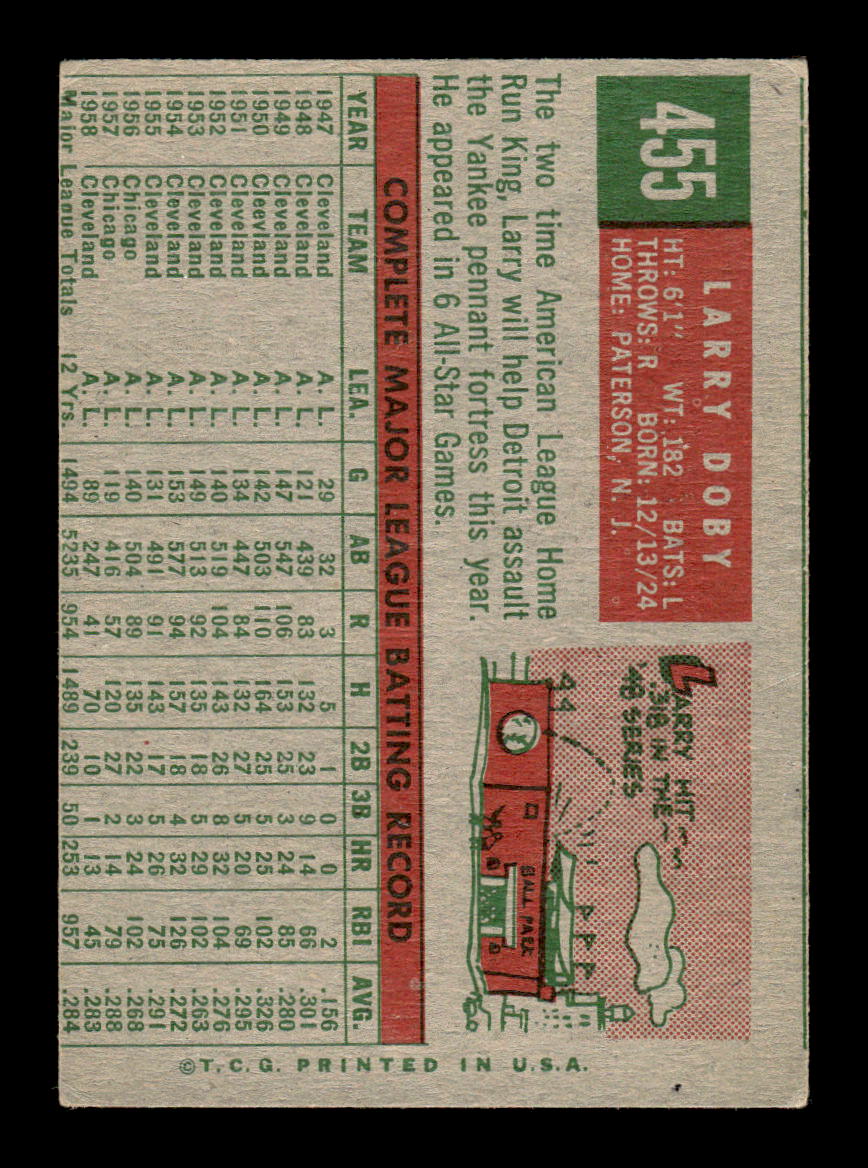 455
LARRY DOBY
HT: 6'1" WT: 182 BATS: L
THROWS: R BORN: 12/13/24
HOME: PATERSON, N. J.
The two time American League Home
Run King, Larry will help Detroit assault
the Yankee pennant fortress this year.
He appeared in 6 All-Star Games.
LARRY HIT
.318 IN THE
'48 SERIES
BALL PARK
COMPLETE MAJOR LEAGUE BATTING RECORD
YEAR TEAM LEA. G AB R H 2B 3B HR RBI AVG.
1947 Cleveland A. L. 29 32 3 5 1 0 0 2 .156
1948 Cleveland A. L. 121 439 83 132 23 9 14 66 .301
1949 Cleveland A. L. 147 547 106 153 25 3 24 85 .280
1950 Cleeveland A. L. 142 503 110 164 25 5 25 102 .326
1951 Cleveland A. L. 134 447 84 132 27 5 20 69 .295
1952 Cleveland A. L. 140 519 104 143 26 8 32 104 .276
1953 Cleveland A. L. 149 513 92 135 18 5 29 102 .263
1954 Cleveland A. L. 153 577 94 157 18 4 32 126 .272
1955 Cleveland A. L. 131 491 91 143 17 5 26 75 .291
1956 Chicago A. L. 140 504 89 135 22 3 24 102 .268
1957 Chicago A. L. 119 416 57 120 27 2 14 79 .288
1958 Cleveland A. L. 89 247 41 70 10 1 13 45 .283
Major League Totals 12 Yrs. 1494 5235 954 1489 239 50 253 957 .284
©T.C.G. PRINTED IN U.S.A.